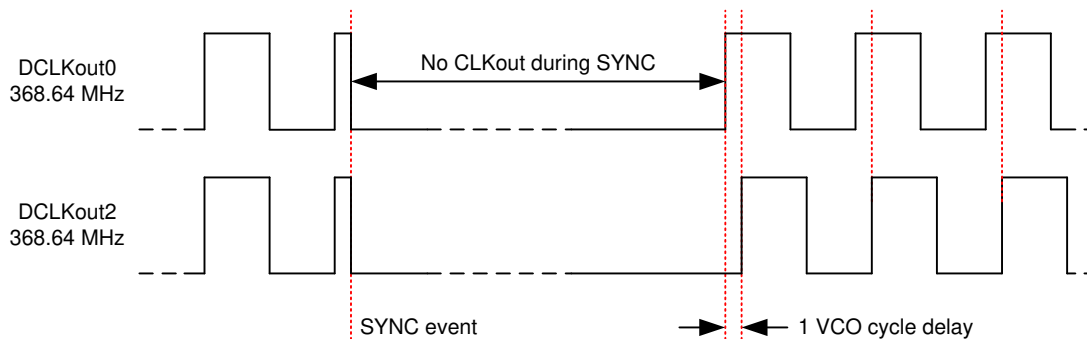 DCLKout0
368.64 MHz
No CLKout during SYNC
DCLKout2
368.64 MHz
SYNC event
1 VCO cycle delay